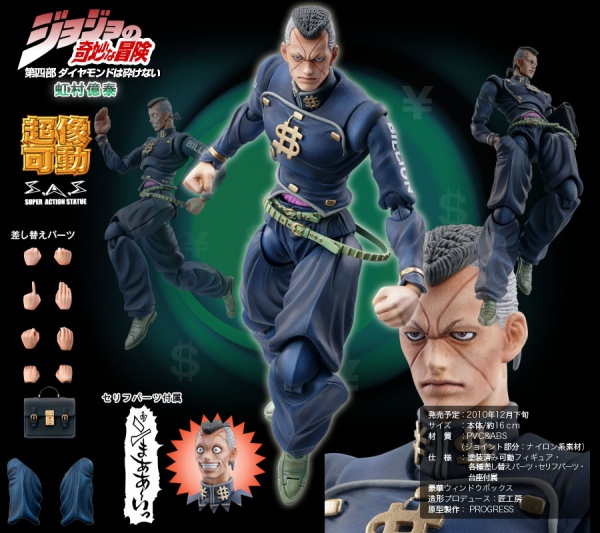 ジョジョの
奇妙な冒険
第四部 ダイヤモンドは砕けない
虹村億泰
超像
可動
S.A.S
SUPER ACTION STATUE
差し替えパーツ
BILLION
BILLION
$
¥
セリフパーツ付属
発売予定：2010年12月下旬
サイズ ：本体/約16cm
材 質 ：PVC&ABS
（ジョイント部分：ナイロン系素材）
仕 様 ：塗装済み可動フィギュア・
各種差し替えパーツ・セリフパーツ・
台座付属
豪華ウィンドウボックス
造形プロデュース：匠工房
原型製作： PROGRESS